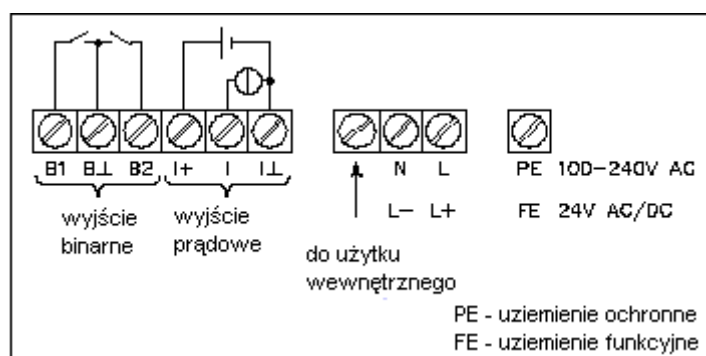 B1 B⊥ B2 I+ I I⊥ N L PE 100-240V AC
L- L+ FE 24V AC/DC
wyjście binarne
wyjście prądowe
do użytku
wewnętrznego
PE - uziemienie ochronne
FE - uziemienie funkcyjne